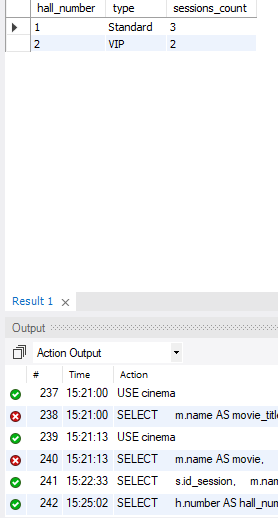 hall_number type sessions_count
1 Standard 3
2 VIP 2
Result 1 ×
Output
Action Output
# Time Action
237 15:21:00 USE cinema
238 15:21:00 SELECT m.name AS movie_title
239 15:21:13 USE cinema
240 15:21:13 SELECT m.name AS movie,
241 15:22:33 SELECT s.id_session, m.nam
242 15:25:02 SELECT h.number AS hall_num